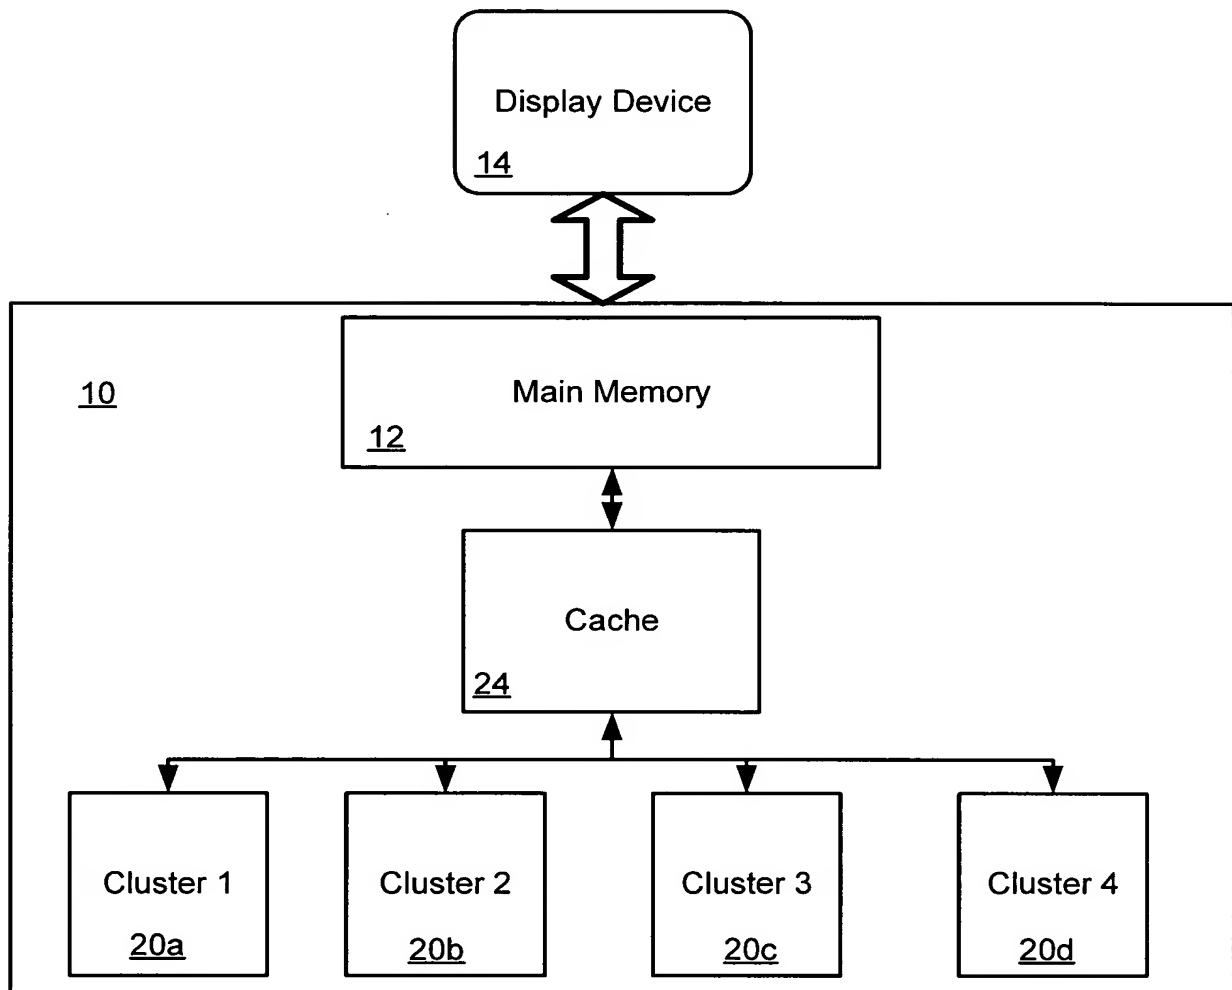 Display Device
14
10
Main Memory
12
Cache
24
Cluster 1
Cluster 2
Cluster 3
Cluster 4
20a
20b
20c
20d